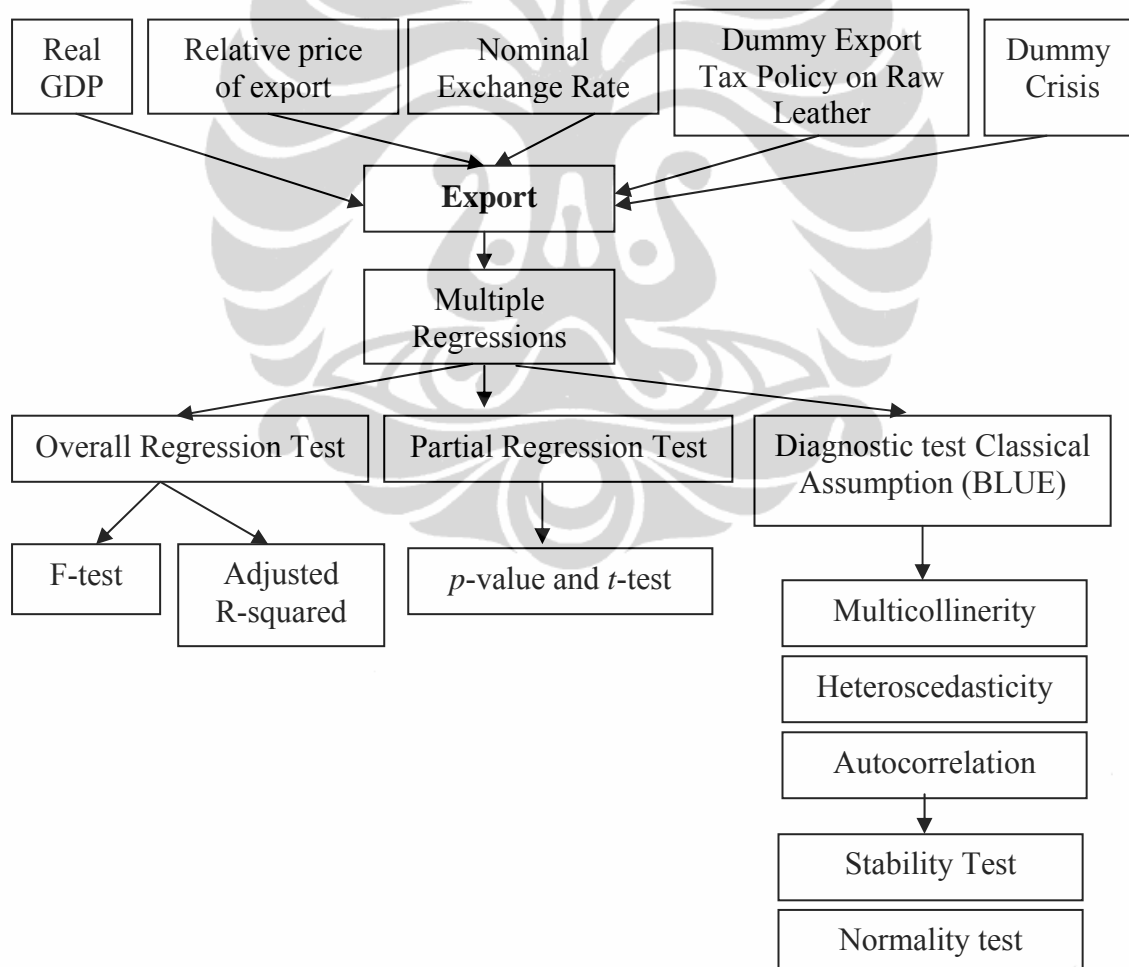 Real
GDP
Relative price
of export
Nominal
Exchange Rate
Dummy Export
Tax Policy on Raw
Leather
Dummy
Crisis
Export
Multiple
Regressions
Overall Regression Test
Partial Regression Test
Diagnostic test Classical
Assumption (BLUE)
F-test
Adjusted
R-squared
p-value and t-test
Multicollinerity
Heteroscedasticity
Autocorrelation
Stability Test
Normality test